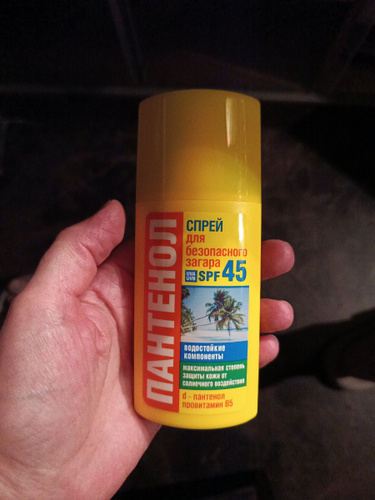 ПАНТЕНОЛ
СПРЕЙ
для
безопасного
загара
UVA
UVB
SPF 45
водостойкие
компоненты
максимальная степень
защиты кожи от
солнечного воздействия
d - пантенол
провитамин В5